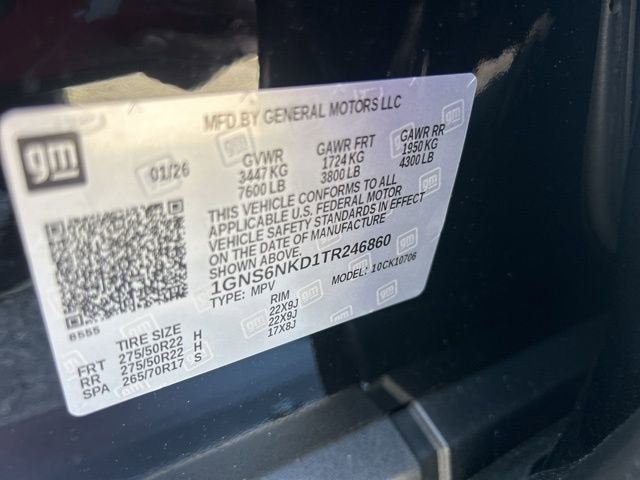 MFD. BY GENERAL MOTORS LLC
gm
01/26
GVWR GAWR FRT GAWR RR
3447 KG 1724 KG 1950 KG
7600 LB 3800 LB 4300 LB
THIS VEHICLE CONFORMS TO ALL
APPLICABLE U.S. FEDERAL MOTOR
VEHICLE SAFETY STANDARDS IN EFFECT
ON THE DATE OF MANUFACTURE
SHOWN ABOVE.
1GNS6NKD1TR246860
TYPE: MPV MODEL: 10CK10706
8555
TIRE SIZE RIM
FRT 275/50R22 H 22X9J
RR 275/50R22 H 22X9J
SPA 265/70R17 S 17X8J